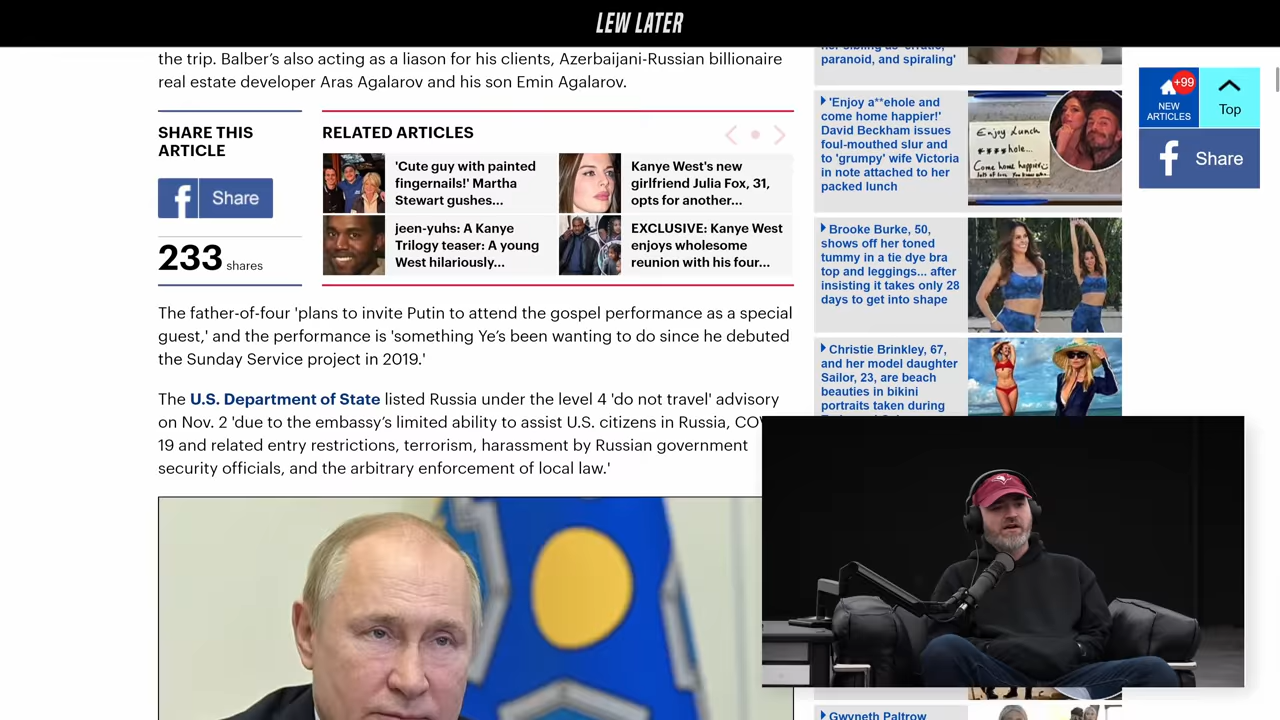 LEW LATER
the trip. Balber’s also acting as a liason for his clients, Azerbaijani-Russian billionaire
real estate developer Aras Agalarov and his son Emin Agalarov.
SHARE THIS
ARTICLE
Share
233 shares
RELATED ARTICLES
'Cute guy with painted
fingernails!' Martha
Stewart gushes...
Kanye West's new
girlfriend Julia Fox, 31,
opts for another...
jeen-yuhs: A Kanye
Trilogy teaser: A young
West hilariously...
EXCLUSIVE: Kanye West
enjoys wholesome
reunion with his four...
The father-of-four 'plans to invite Putin to attend the gospel performance as a special
guest,' and the performance is 'something Ye’s been wanting to do since he debuted
the Sunday Service project in 2019.'
The U.S. Department of State listed Russia under the level 4 'do not travel' advisory
on Nov. 2 'due to the embassy’s limited ability to assist U.S. citizens in Russia,
19 and related entry restrictions, terrorism, harassment by Russian government
security officials, and the arbitrary enforcement of local law.'
paranoid, and spiraling'
'Enjoy a**ehole and
come home happier!'
David Beckham issues
foul-mouthed slur and
to 'grumpy' wife Victoria
in note attached to her
packed lunch
Enjoy Lunch
****hole...
Come home happier
Brooke Burke, 50,
shows off her toned
tummy in a tie dye bra
top and leggings... after
insisting it takes only 28
days to get into shape
Christie Brinkley, 67,
and her model daughter
Sailor, 23, are beach
beauties in bikini
portraits taken during
Gwyneth Paltrow
+99
NEW
ARTICLES
Top
Share